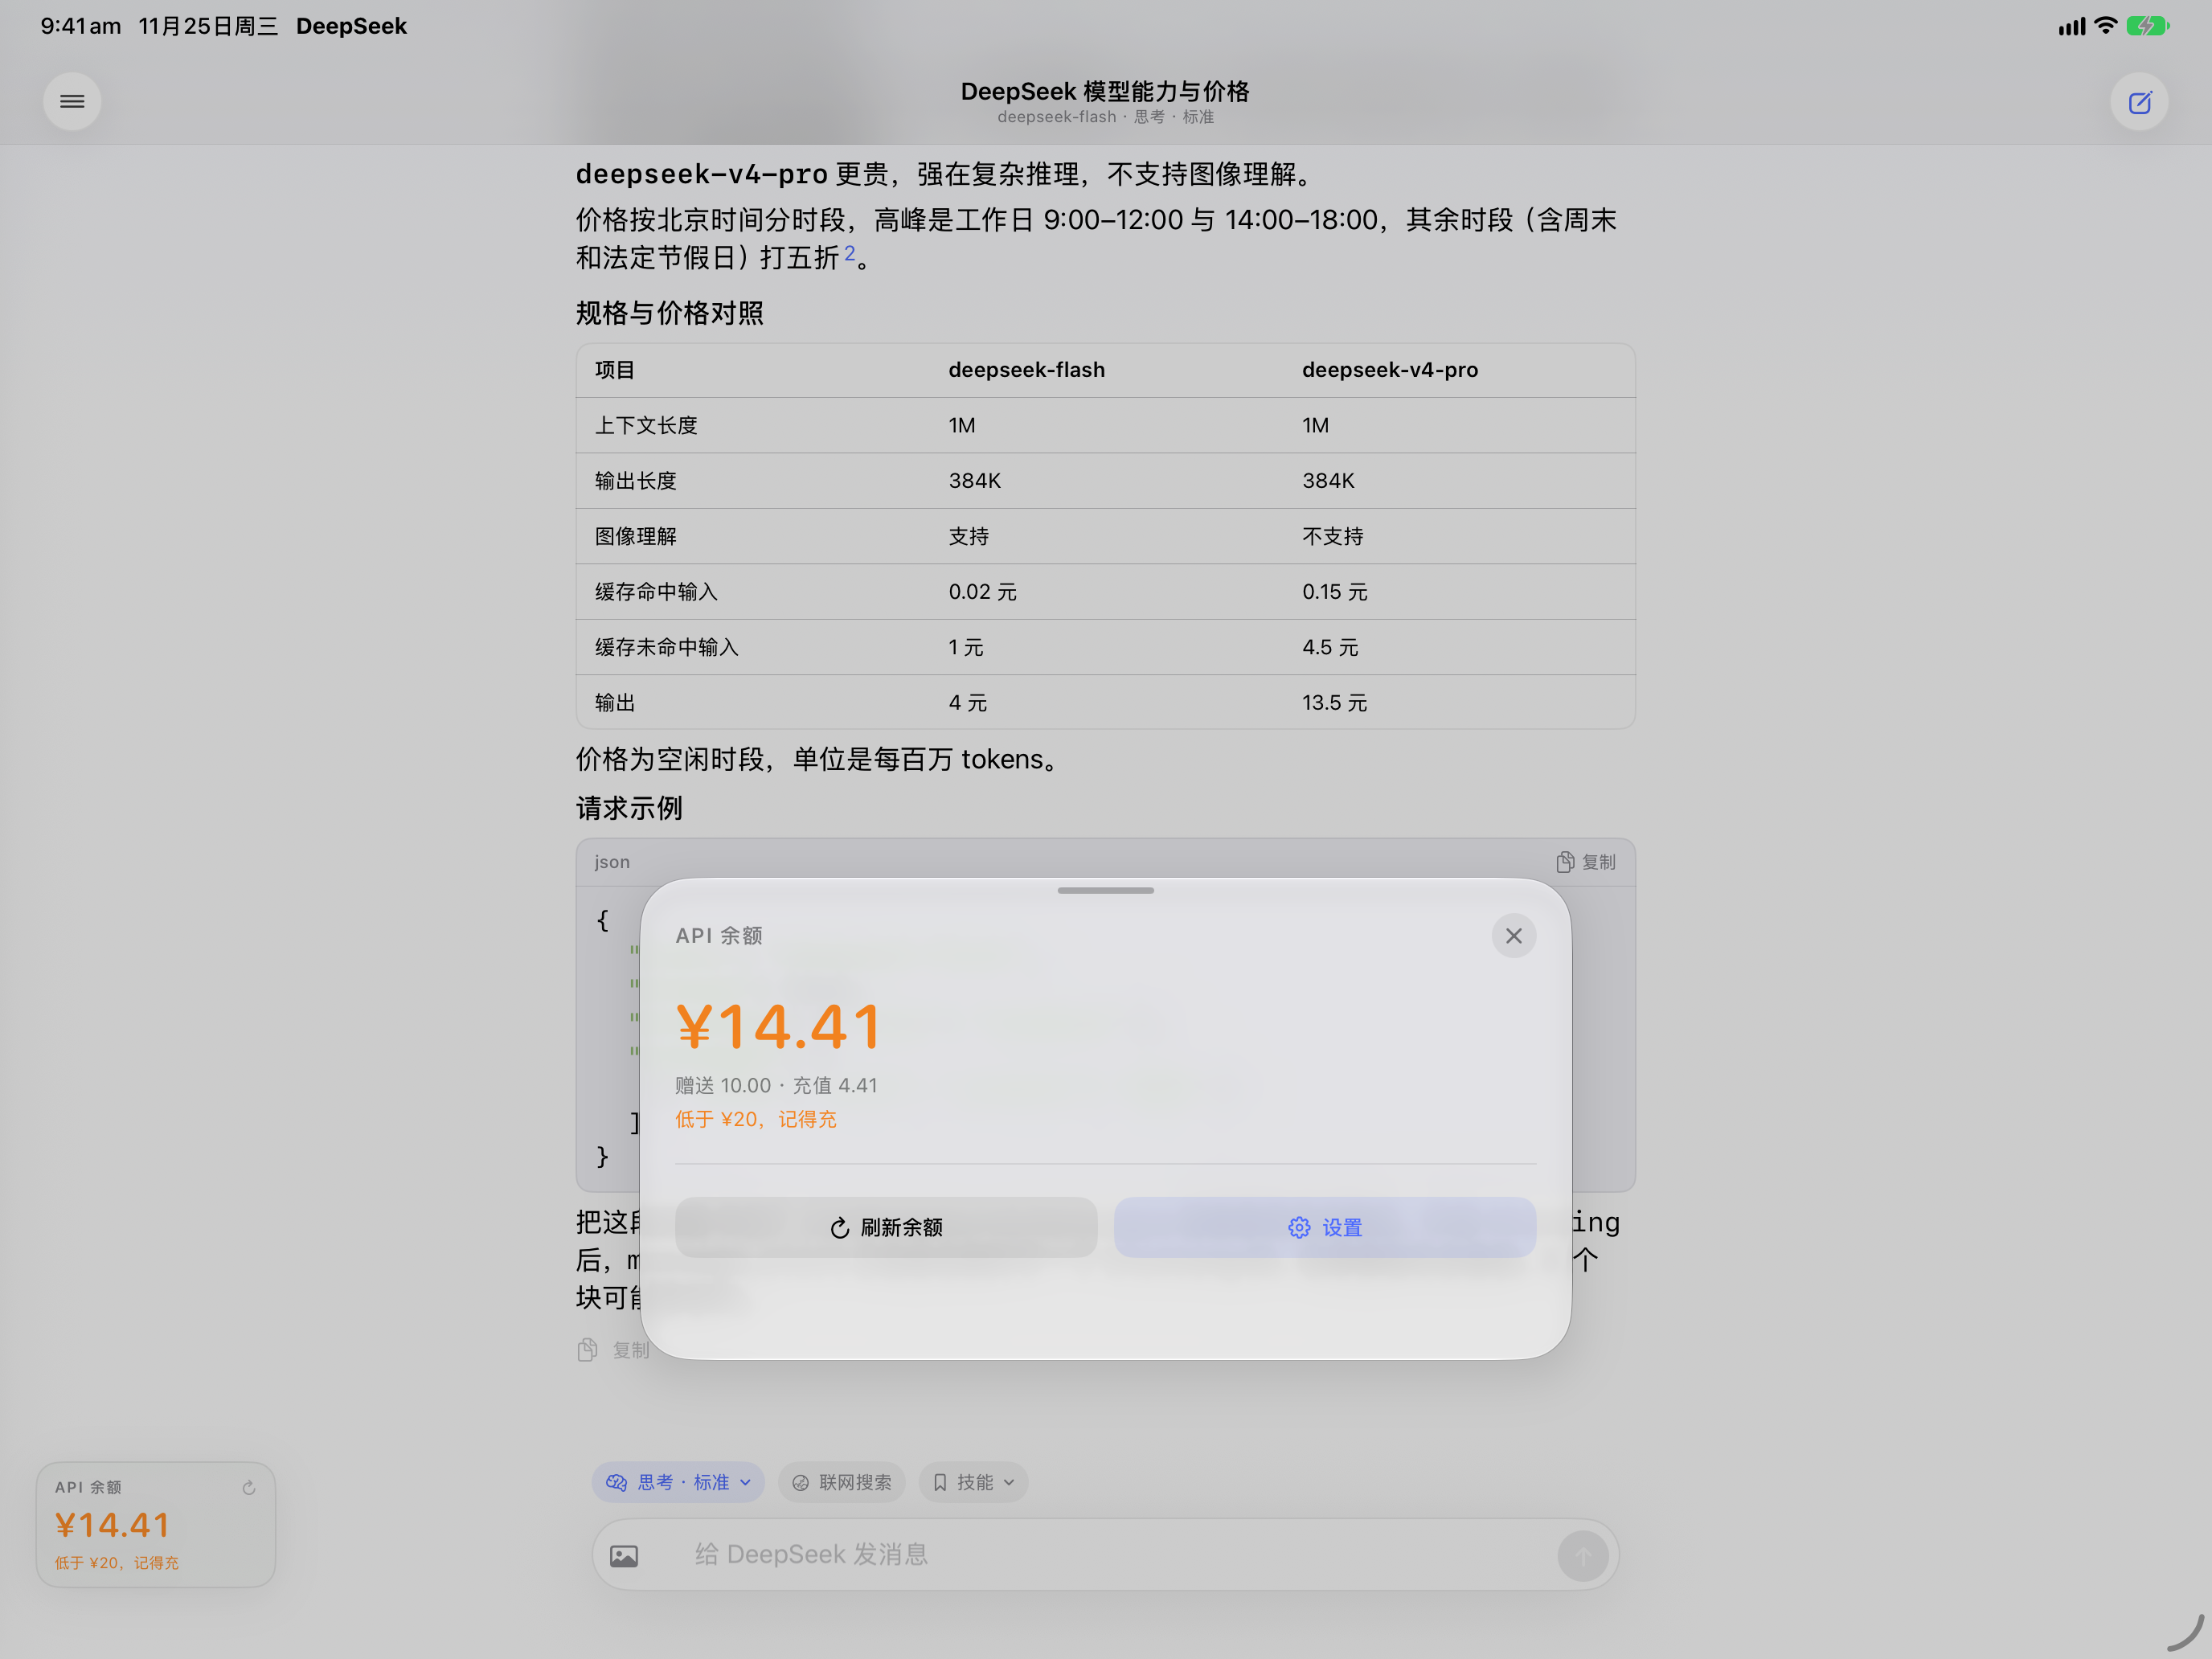 9:41am 11月25日周三 DeepSeek
DeepSeek 模型能力与价格
deepseek-flash · 思考 · 标准
deepseek-v4-pro 更贵，强在复杂推理，不支持图像理解。
价格按北京时间分时段，高峰是工作日 9:00–12:00 与 14:00–18:00，其余时段（含周末
和法定节假日）打五折 2。
规格与价格对照
项目 deepseek-flash deepseek-v4-pro
上下文长度 1M 1M
输出长度 384K 384K
图像理解 支持 不支持
缓存命中输入 0.02 元 0.15 元
缓存未命中输入 1 元 4.5 元
输出 4 元 13.5 元
价格为空闲时段，单位是每百万 tokens。
请求示例
json 复制
{
"
"
"
"
]
}
API 余额
¥14.41
赠送 10.00 · 充值 4.41
低于 ¥20，记得充
刷新余额 设置
把这段 ing
后，m 个
块可能
复制
API 余额
¥14.41
低于 ¥20，记得充
思考 · 标准 联网搜索 技能
给 DeepSeek 发消息